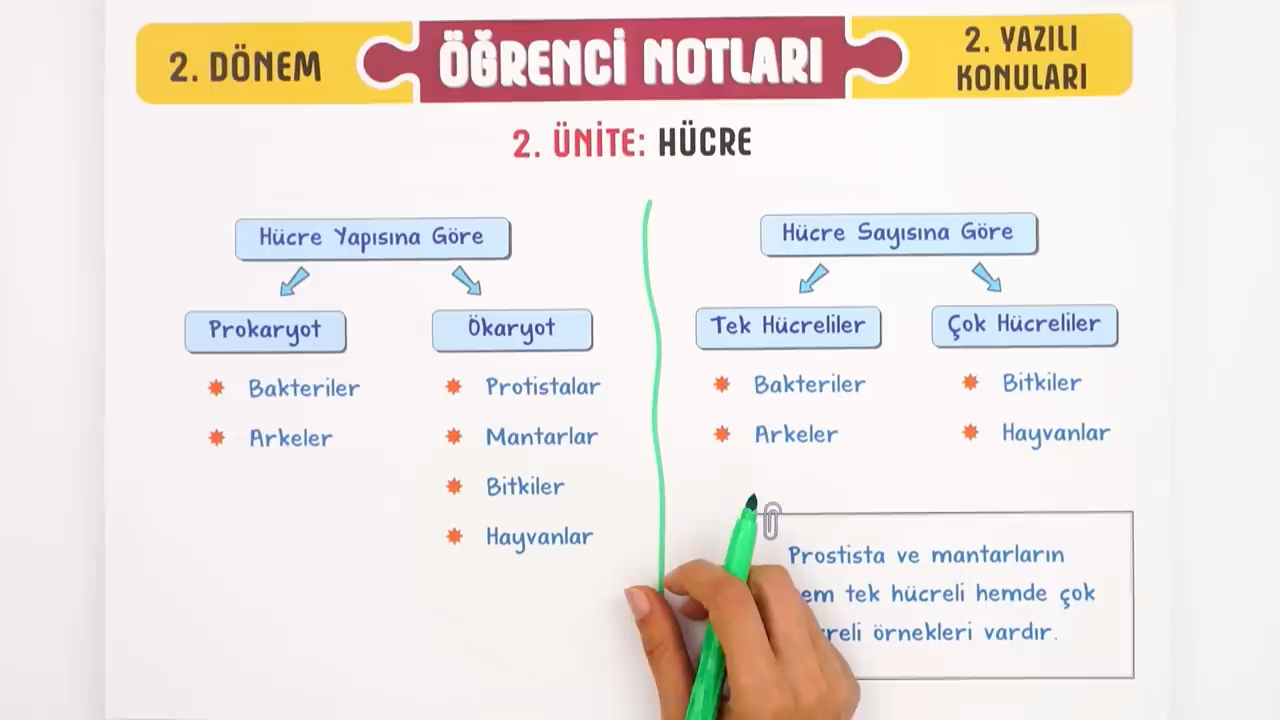 2. DÖNEM
ÖĞRENCİ NOTLARI
2. YAZILI
KONULARI
2. ÜNİTE: HÜCRE
Hücre Yapısına Göre
Prokaryot
Ökaryot
Bakteriler
Arkeler
Protistalar
Mantarlar
Bitkiler
Hayvanlar
Hücre Sayısına Göre
Tek Hücreliler
Çok Hücreliler
Bakteriler
Arkeler
Bitkiler
Hayvanlar
Prostista ve mantarların
tek hücreli hemde çok
örnekleri vardır.